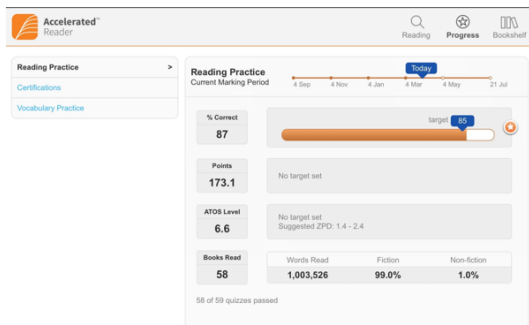 Accelerated™
Reader
Reading
Progress
Bookshelf
Reading Practice >
Certifications
Vocabulary Practice
Reading Practice
Current Marking Period
Today
4 Sep 4 Nov 4 Jan 4 Mar 4 May 21 Jul
% Correct
87
target 85
Points
173.1
No target set
ATOS Level
6.6
No target set
Suggested ZPD: 1.4 - 2.4
Books Read
58
Words Read Fiction Non-fiction
1,003,526 99.0% 1.0%
58 of 59 quizzes passed